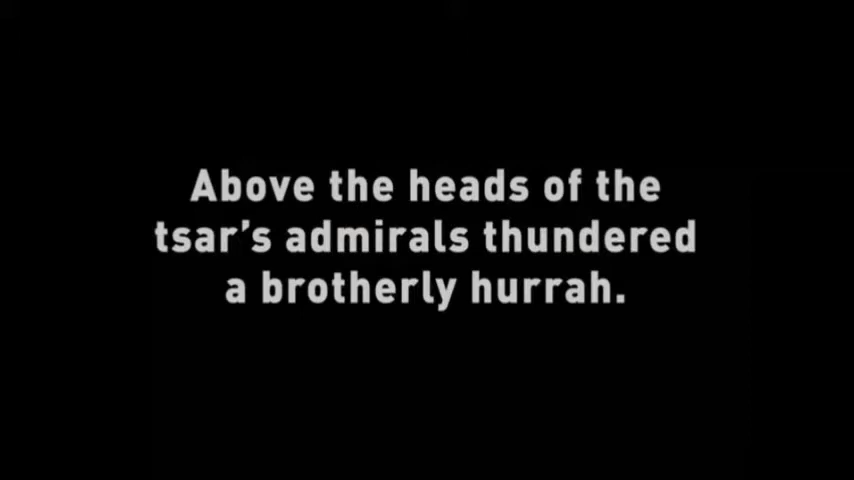 Above the heads of the
tsar’s admirals thundered
a brotherly hurrah.